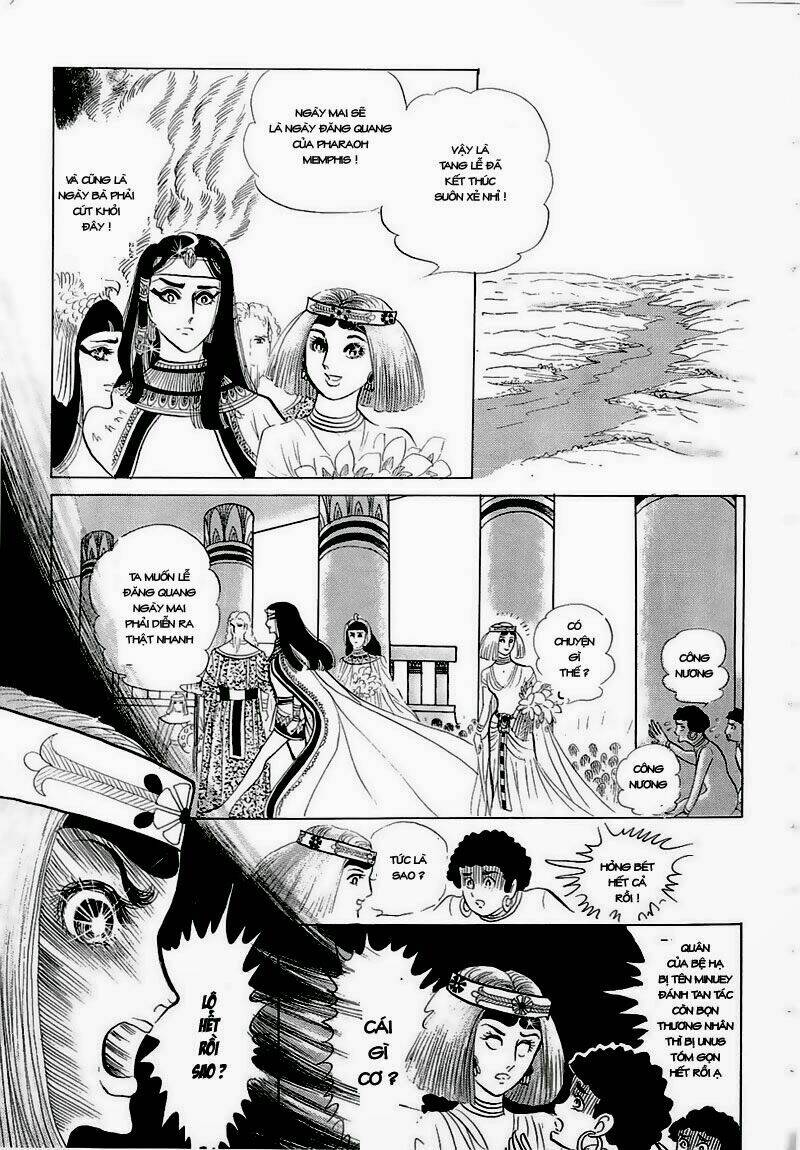 VẬY LÀ
TANG LỄ ĐÃ
KẾT THÚC
SUÔN XẺ NHỈ !
NGÀY MAI SẼ
LÀ NGÀY ĐĂNG QUANG
CỦA PHARAOH
MEMPHIS !
VÀ CŨNG LÀ
NGÀY BÀ PHẢI
CÚT KHỎI
ĐÂY !
TA MUỐN LỄ
ĐĂNG QUANG
NGÀY MAI
PHẢI DIỄN RA
THẬT NHANH
CÔNG
NƯƠNG
CÔNG
NƯƠNG
CÓ
CHUYỆN
GÌ
THẾ ?
HỎNG BÉT
HẾT CẢ
RỒI !
TỨC LÀ
SAO ?
QUÂN
CỦA BỆ HẠ
BỊ TÊN MINUEY
ĐÁNH TAN TÁC
CÒN BỌN
THƯƠNG NHÂN
THÌ BỊ UNUS
TÓM GỌN
HẾT RỒI Ạ
CÁI
GÌ
CƠ ?
LỘ
HẾT
RỒI
SAO ?